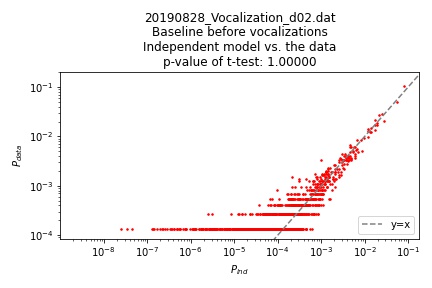 20190828_Vocalization_d02.dat
Baseline before vocalizations
Independent model vs. the data
p-value of t-test: 1.00000
P_data
10^-1
10^-2
10^-3
10^-4
y=x
10^-8 10^-7 10^-6 10^-5 10^-4 10^-3 10^-2 10^-1
P_ind